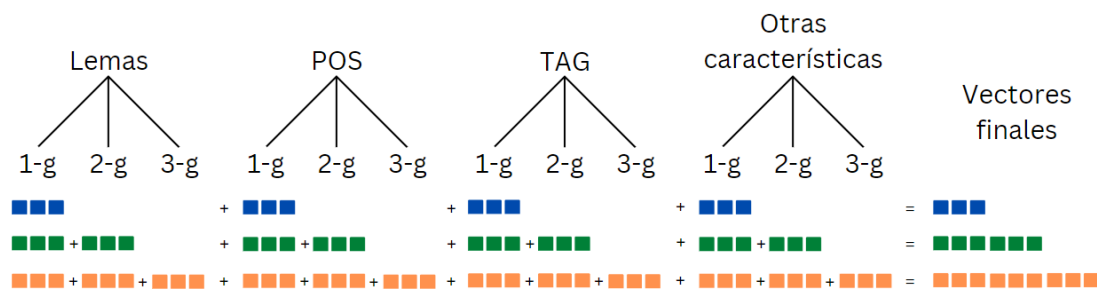 Lemas
POS
TAG
Otras
características
Vectores
finales
1-g 2-g 3-g 1-g 2-g 3-g 1-g 2-g 3-g 1-g 2-g 3-g
+ + + =
+ + + + + + + =
+ + + + + + + + + + + =